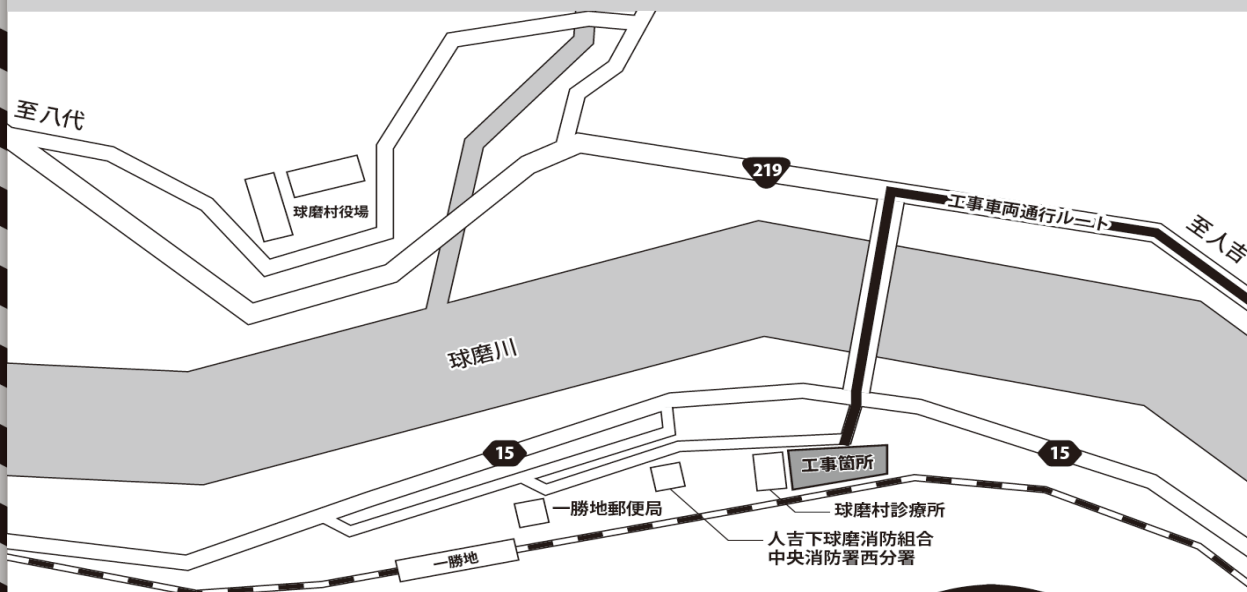 至八代
219
工事車両通行ルート
至人吉
球磨村役場
球磨川
15
15
工事箇所
一勝地郵便局
球磨村診療所
人吉下球磨消防組合
中央消防署西分署
一勝地